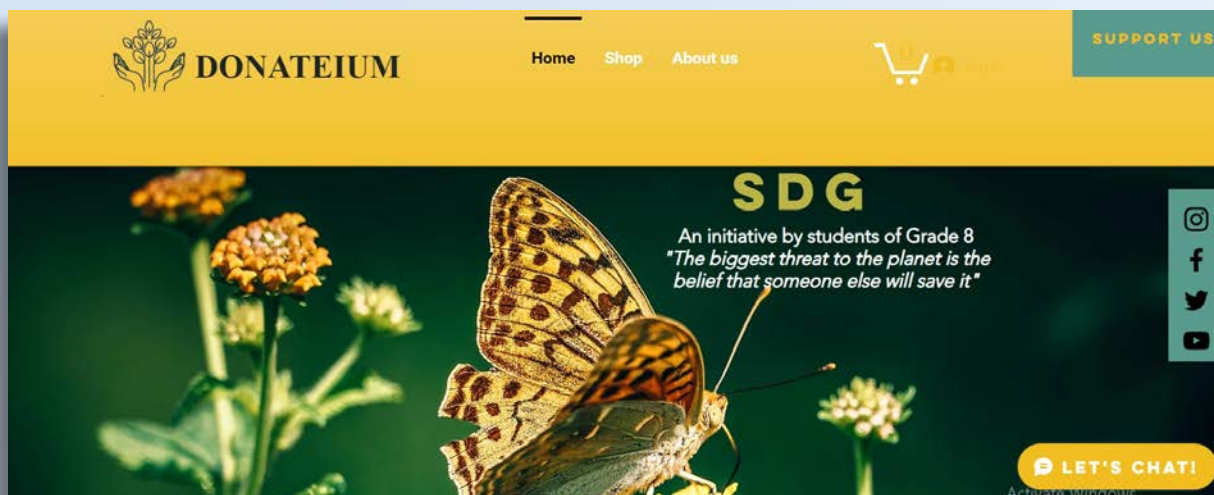 DONATEIUM
Home Shop About us
0
SUPPORT US
SDG
An initiative by students of Grade 8
"The biggest threat to the planet is the
belief that someone else will save it"
LET'S CHAT!
Activate Windows